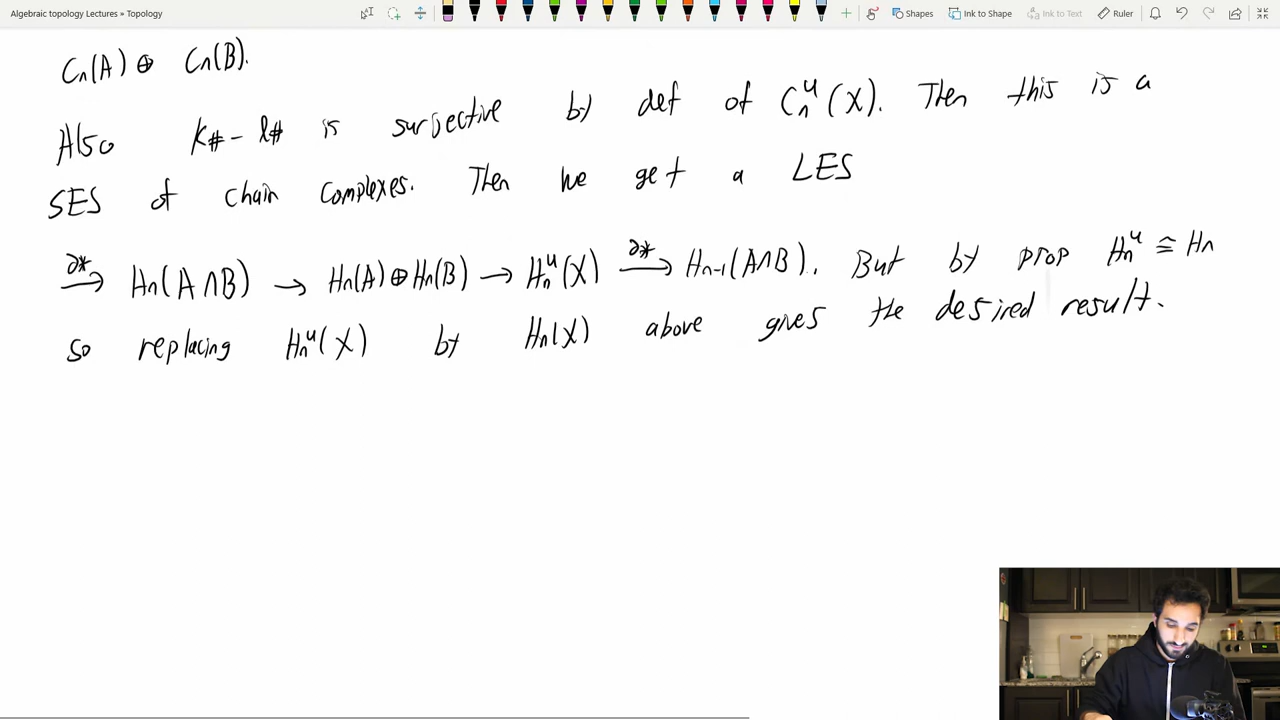 Algebraic topology Lectures » Topology
Shapes Ink to Shape Ink to Text Ruler
Cn(A) ⊕ Cn(B).
Also k# - l# is surjective by def of Cₙᵘ(X). Then this is a
SES of chain complexes. Then we get a LES
∂* → Hn(A∩B) → Hn(A)⊕Hn(B) → Hₙᵘ(X) ∂* → Hn-1(A∩B). But by prop Hₙᵘ ≅ Hn
so replacing Hₙᵘ(X) by Hn(X) above gives the desired result.